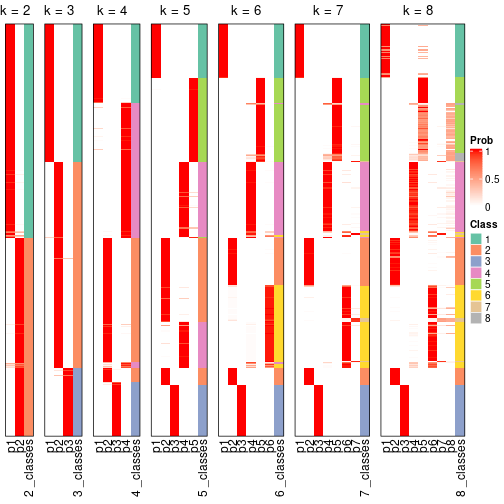 k = 2 k = 3 k = 4 k = 5 k = 6 k = 7 k = 8
Prob
1
0.5
0
Class
1
2
3
4
5
6
7
8
p1 p2 2_classes p1 p2 p3 3_classes p1 p2 p3 p4 4_classes p1 p2 p3 p4 p5 5_classes p1 p2 p3 p4 p5 p6 6_classes p1 p2 p3 p4 p5 p6 p7 7_classes p1 p2 p3 p4 p5 p6 p7 p8 8_classes